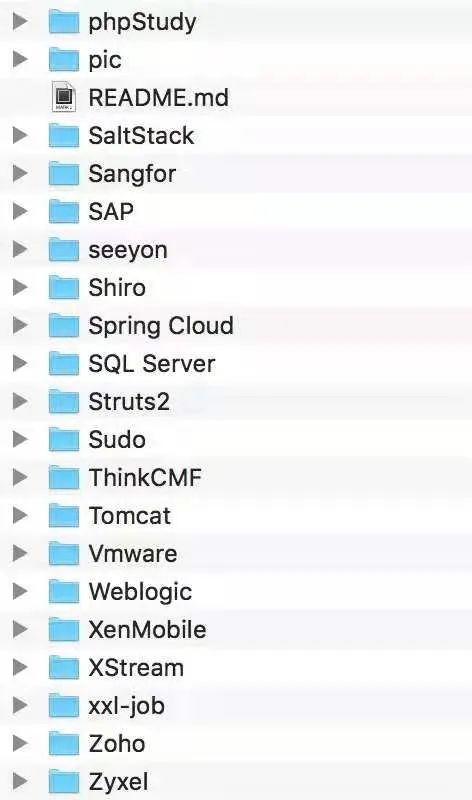 phpStudy
pic
README.md
SaltStack
Sangfor
SAP
seeyon
Shiro
Spring Cloud
SQL Server
Struts2
Sudo
ThinkCMF
Tomcat
Vmware
Weblogic
XenMobile
XStream
xxl-job
Zoho
Zyxel